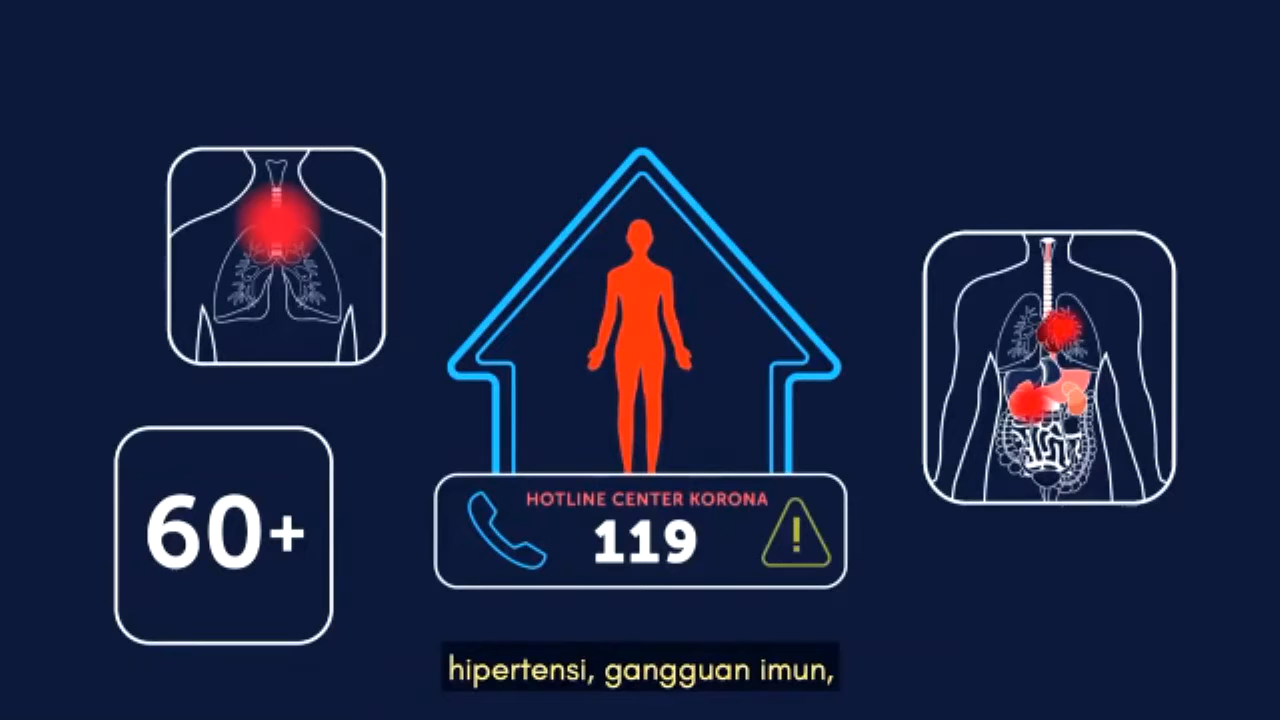 60+
HOTLINE CENTER KORONA
119
hipertensi, gangguan imun,